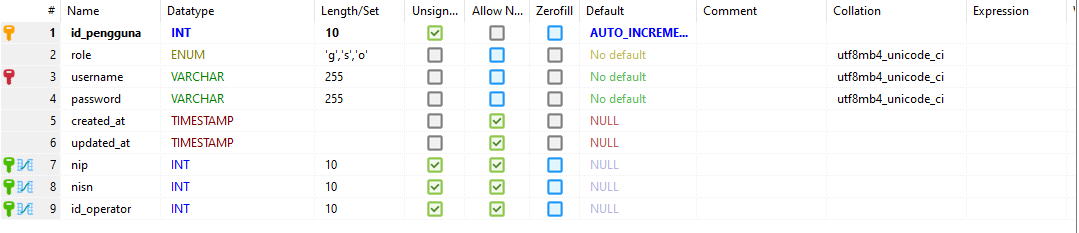 # Name Datatype Length/Set Unsign... Allow N... Zerofill Default Comment Collation Expression
1 id_pengguna INT 10 AUTO_INCREME...
2 role ENUM 'g','s','o' No default utf8mb4_unicode_ci
3 username VARCHAR 255 No default utf8mb4_unicode_ci
4 password VARCHAR 255 No default utf8mb4_unicode_ci
5 created_at TIMESTAMP NULL
6 updated_at TIMESTAMP NULL
7 nip INT 10 NULL
8 nisn INT 10 NULL
9 id_operator INT 10 NULL